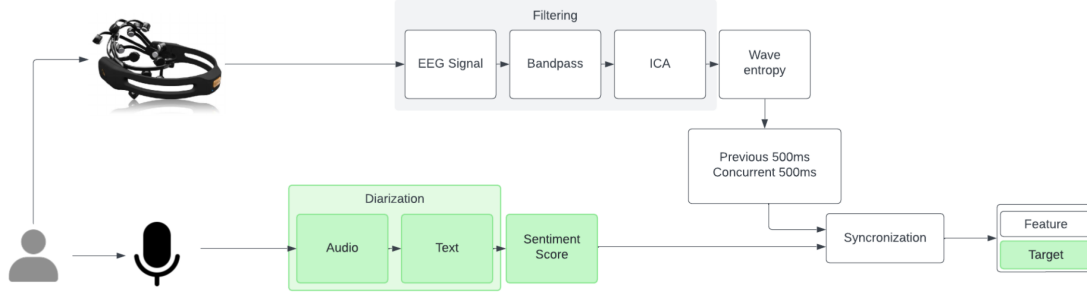 Filtering
EEG Signal
Bandpass
ICA
Wave
entropy
Previous 500ms
Concurrent 500ms
Diarization
Audio
Text
Sentiment
Score
Syncronization
Feature
Target